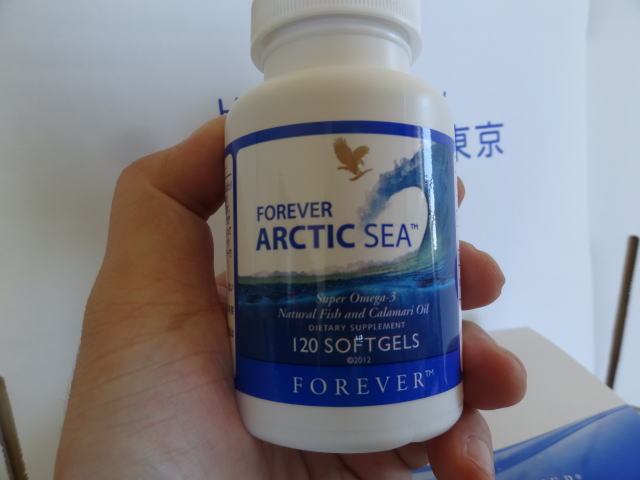 東京
FOREVER
ARCTIC SEA™
Super Omega-3
Natural Fish and Calamari Oil
DIETARY SUPPLEMENT
120 SOFTGELS
©2012
FOREVER™